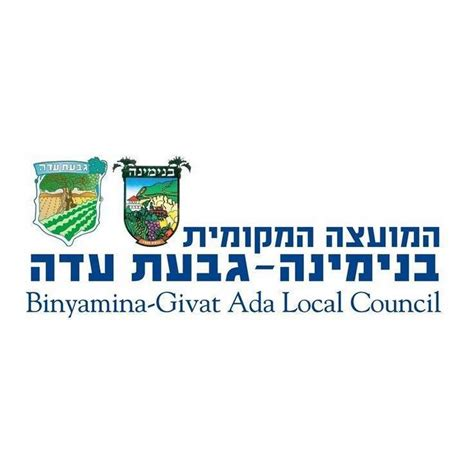 גבעת עדה
בנימינה
המועצה המקומית
בנימינה-גבעת עדה
Binyamina-Givat Ada Local Council